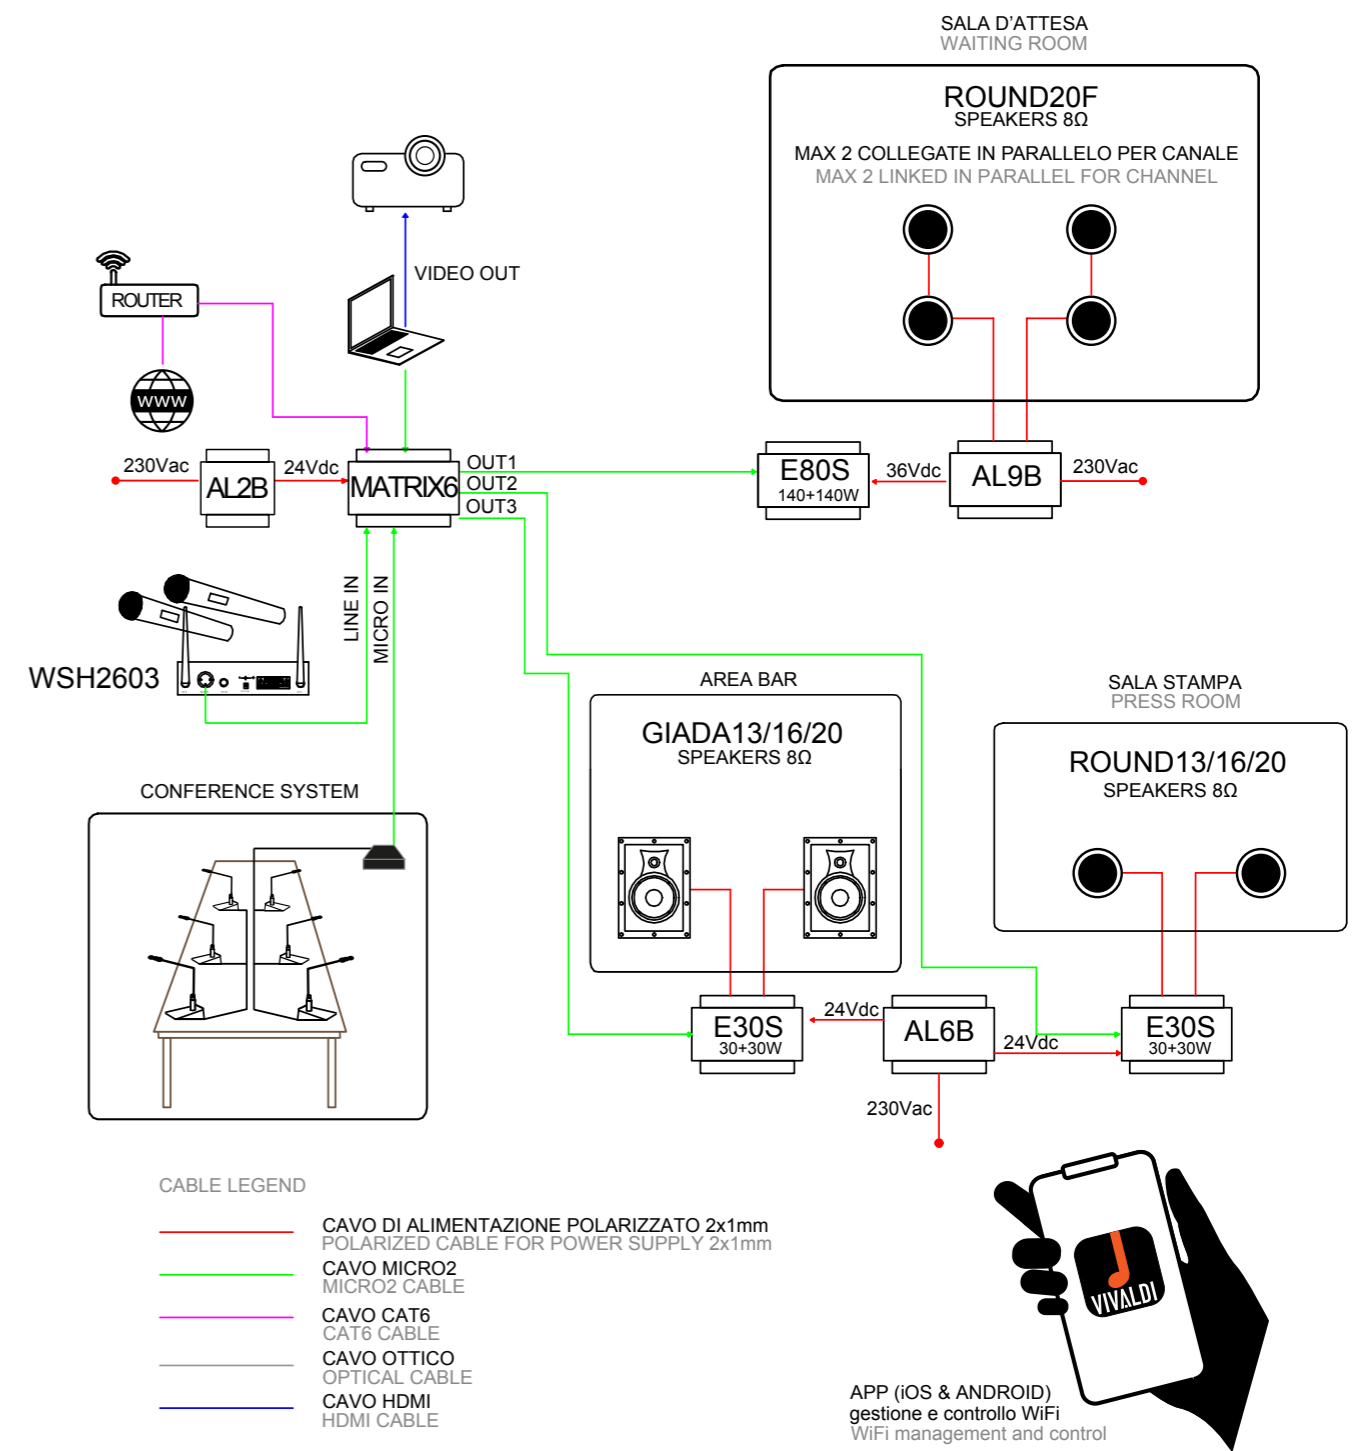 SALA D'ATTESA
WAITING ROOM
ROUND20F
SPEAKERS 8Ω
MAX 2 COLLEGATE IN PARALLELO PER CANALE
MAX 2 LINKED IN PARALLEL FOR CHANNEL
VIDEO OUT
ROUTER
WWW
230Vac
AL2B
24Vdc
MATRIX6
OUT1
OUT2
OUT3
E80S
140+140W
36Vdc
AL9B
230Vac
LINE IN
MICRO IN
WSH2603
AREA BAR
GIADA13/16/20
SPEAKERS 8Ω
SALA STAMPA
PRESS ROOM
ROUND13/16/20
SPEAKERS 8Ω
CONFERENCE SYSTEM
E30S
30+30W
24Vdc
AL6B
24Vdc
E30S
30+30W
230Vac
CABLE LEGEND
CAVO DI ALIMENTAZIONE POLARIZZATO 2x1mm
POLARIZED CABLE FOR POWER SUPPLY 2x1mm
CAVO MICRO2
MICRO2 CABLE
CAVO CAT6
CAT6 CABLE
CAVO OTTICO
OPTICAL CABLE
CAVO HDMI
HDMI CABLE
VIVALDI
APP (iOS & ANDROID)
gestione e controllo WiFi
WiFi management and control